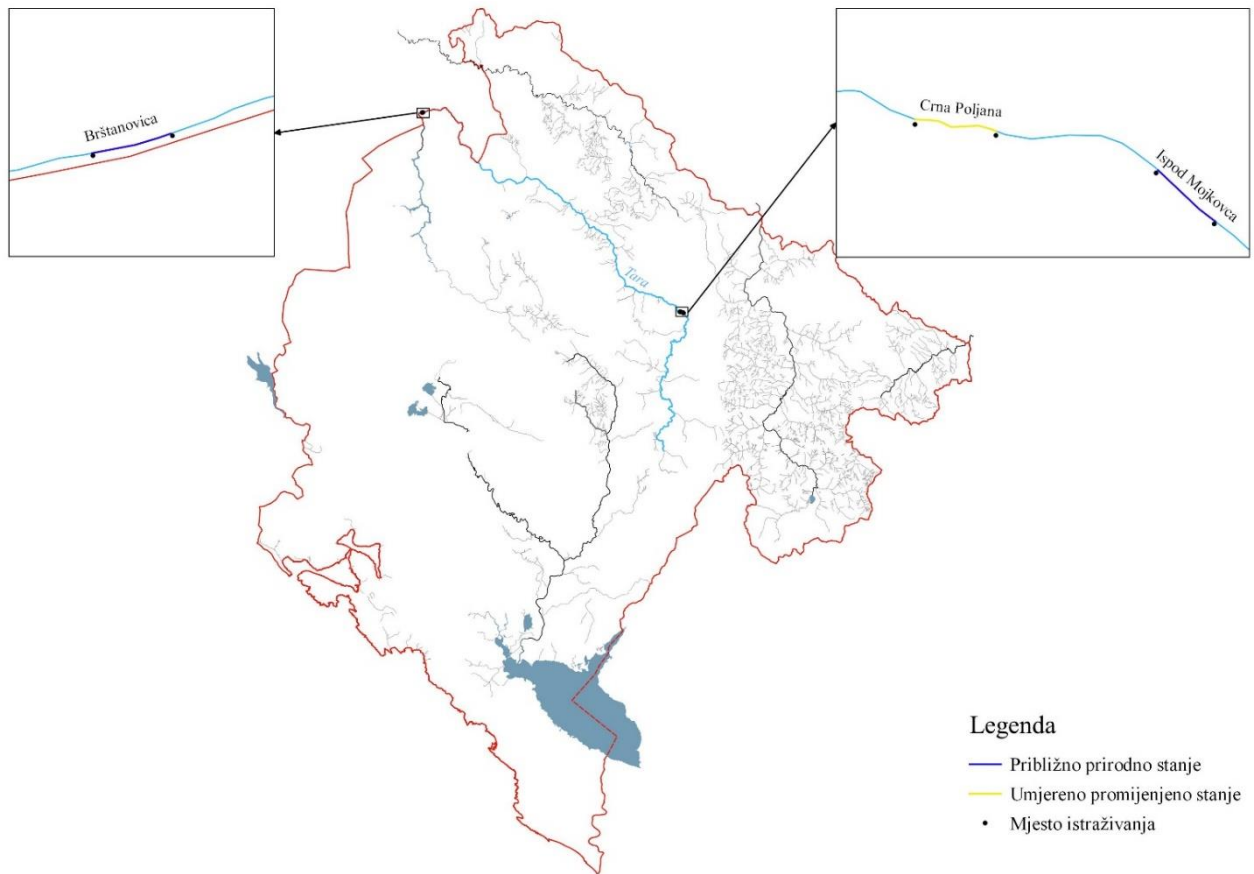 Brštanovica
Crna Poljana
Ispod Mojkovca
Tara
Legenda
Približno prirodno stanje
Umjereno promijenjeno stanje
Mjesto istraživanja